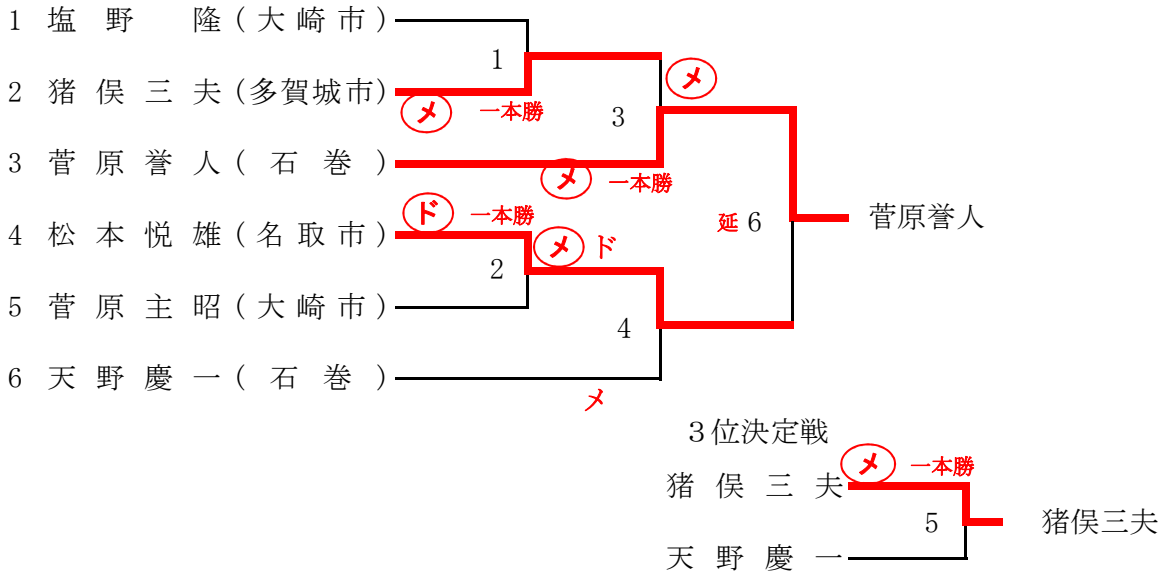 1 塩野 隆(大崎市)
1
2 猪俣三夫(多賀城市)
メ 一本勝
メ
3
3 菅原誉人(石巻)
メ 一本勝
ド 一本勝
4 松本悦雄(名取市)
メド
延 6
菅原誉人
2
5 菅原主昭(大崎市)
4
6 天野慶一(石巻)
メ
3位決定戦
メ 一本勝
猪俣三夫
5
猪俣三夫
天野慶一